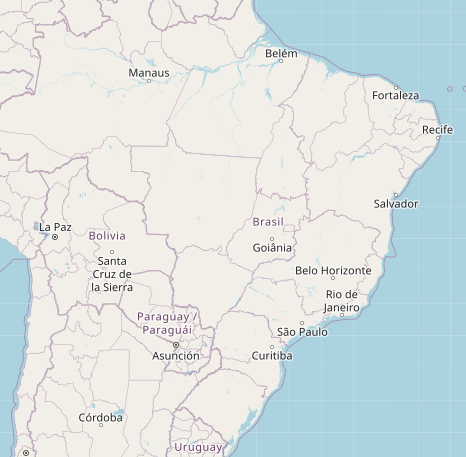 Belém
Manaus
Fortaleza
Recife
Salvador
Brasil
La Paz
Bolivia
Goiânia
Santa
Cruz de
la Sierra
Belo Horizonte
Rio de
Janeiro
Paraguay /
Paraguái
São Paulo
Asunción
Curitiba
Córdoba
Uruguay